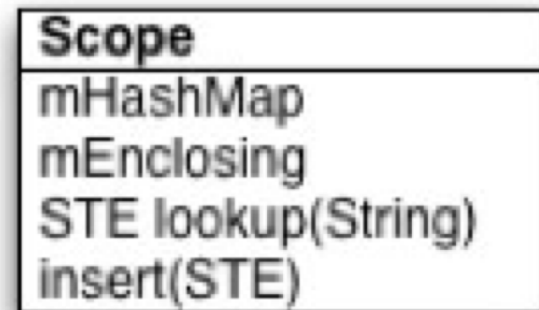 Scope
mHashMap
mEnclosing
STE lookup(String)
insert(STE)